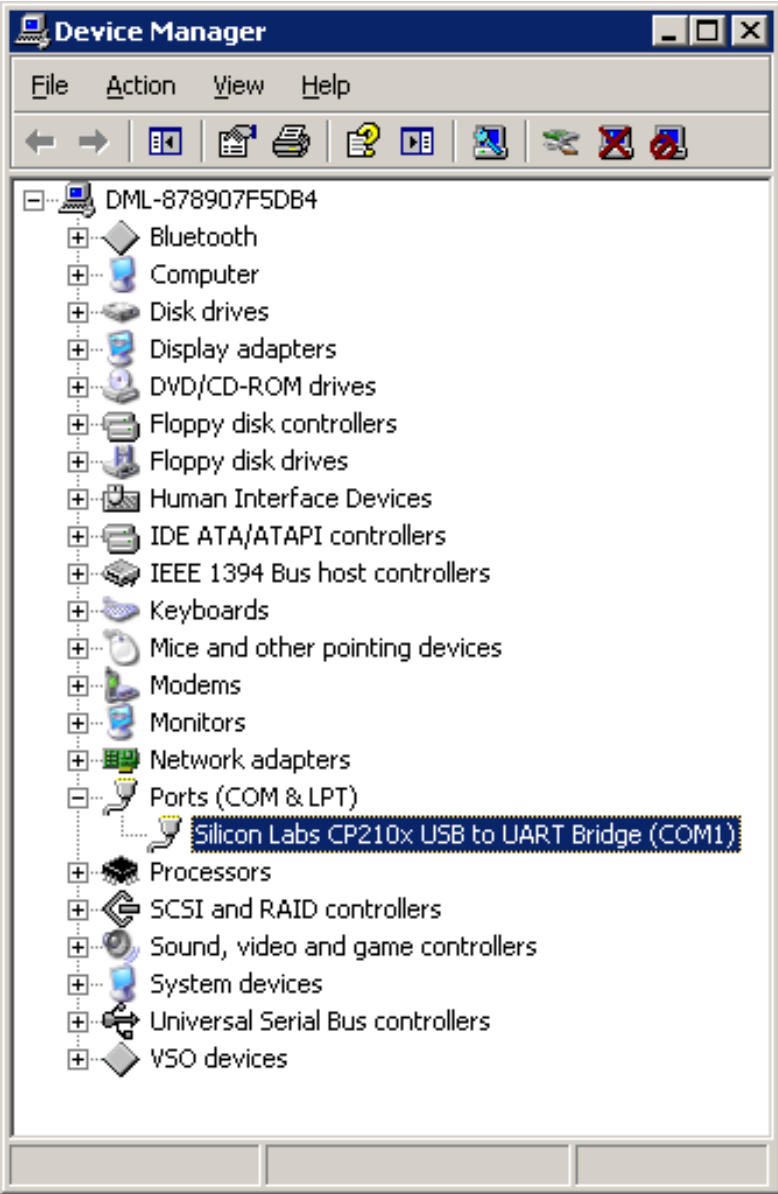 Device Manager
File Action View Help
DML-878907F5DB4
Bluetooth
Computer
Disk drives
Display adapters
DVD/CD-ROM drives
Floppy disk controllers
Floppy disk drives
Human Interface Devices
IDE ATA/ATAPI controllers
IEEE 1394 Bus host controllers
Keyboards
Mice and other pointing devices
Modems
Monitors
Network adapters
Ports (COM & LPT)
Silicon Labs CP210x USB to UART Bridge (COM1)
Processors
SCSI and RAID controllers
Sound, video and game controllers
System devices
Universal Serial Bus controllers
VSO devices